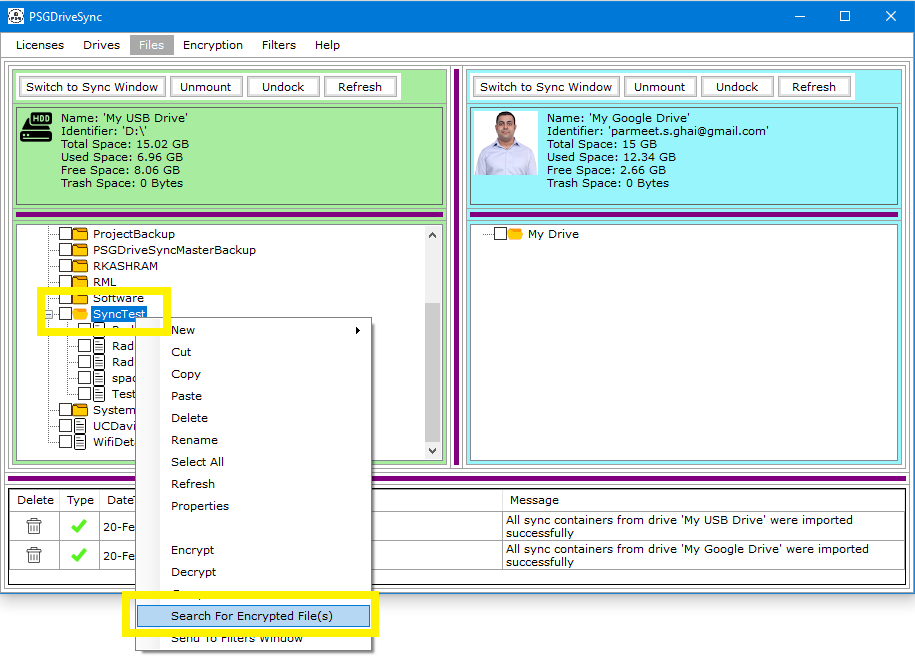 PSGDriveSync
Licenses Drives Files Encryption Filters Help
Switch to Sync Window Unmount Undock Refresh
HDD
Name: 'My USB Drive'
Identifier: 'D:\'
Total Space: 15.02 GB
Used Space: 6.96 GB
Free Space: 8.06 GB
Trash Space: 0 Bytes
ProjectBackup
PSGDriveSyncMasterBackup
RKASHRAM
RML
Software
SyncTest
Rad
Rad
spac
Test
System
UCDavi
WifiDet
Switch to Sync Window Unmount Undock Refresh
Name: 'My Google Drive'
Identifier: 'parmeet.s.ghai@gmail.com'
Total Space: 15 GB
Used Space: 12.34 GB
Free Space: 2.66 GB
Trash Space: 0 Bytes
My Drive
New
Cut
Copy
Paste
Delete
Rename
Select All
Refresh
Properties
Encrypt
Decrypt
Search For Encrypted File(s)
Send To Filters Window
Delete Type Date Message
20-Fe All sync containers from drive 'My USB Drive' were imported
successfully
20-Fe All sync containers from drive 'My Google Drive' were imported
successfully